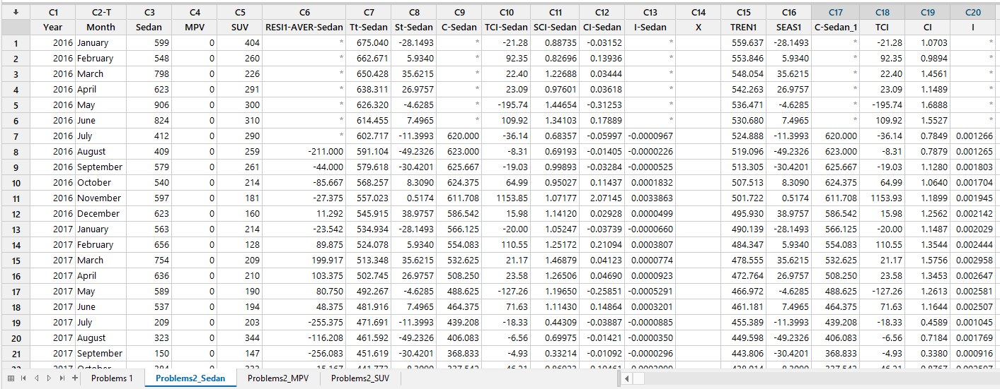 ↓ C1 C2-T C3 C4 C5 C6 C7 C8 C9 C10 C11 C12 C13 C14 C15 C16 C17 C18 C19 C20
Year Month Sedan MPV SUV RESI1-AVER-Sedan Tt-Sedan St-Sedan C-Sedan TCI-Sedan SCI-Sedan CI-Sedan I-Sedan X TREN1 SEAS1 C-Sedan_1 TCI CI I
1 2016 January 599 0 404 * 675.040 -28.1493 * -21.28 0.88735 -0.03152 * 559.637 -28.1493 * -21.28 1.0703 *
2 2016 February 548 0 260 * 662.671 5.9340 * 92.35 0.82696 0.13936 * 553.846 5.9340 * 92.35 0.9894 *
3 2016 March 798 0 226 * 650.428 35.6215 * 22.40 1.22688 0.03444 * 548.054 35.6215 * 22.40 1.4561 *
4 2016 April 623 0 291 * 638.311 26.9757 * 23.09 0.97601 0.03618 * 542.263 26.9757 * 23.09 1.1489 *
5 2016 May 906 0 300 * 626.320 -4.6285 * -195.74 1.44654 -0.31253 * 536.471 -4.6285 * -195.74 1.6888 *
6 2016 June 824 0 310 * 614.455 7.4965 * 109.92 1.34103 0.17889 * 530.680 7.4965 * 109.92 1.5527 *
7 2016 July 412 0 290 * 602.717 -11.3993 620.000 -36.14 0.68357 -0.05997 -0.0000967 524.888 -11.3993 620.000 -36.14 0.7849 0.001266
8 2016 August 409 0 259 -211.000 591.104 -49.2326 623.000 -8.31 0.69193 -0.01405 -0.0000226 519.096 -49.2326 623.000 -8.31 0.7879 0.001265
9 2016 September 579 0 261 -44.000 579.618 -30.4201 625.667 -19.03 0.99893 -0.03284 -0.0000525 513.305 -30.4201 625.667 -19.03 1.1280 0.001803
10 2016 October 540 0 214 -85.667 568.257 8.3090 624.375 64.99 0.95027 0.11437 0.0001832 507.513 8.3090 624.375 64.99 1.0640 0.001704
11 2016 November 597 0 181 -27.375 557.023 0.5174 611.708 1153.85 1.07177 2.07145 0.0033863 501.722 0.5174 611.708 1153.93 1.1899 0.001945
12 2016 December 623 0 160 11.292 545.915 38.9757 586.542 15.98 1.14120 0.02928 0.0000499 495.930 38.9757 586.542 15.98 1.2562 0.002142
13 2017 January 563 0 214 -23.542 534.934 -28.1493 566.125 -20.00 1.05247 -0.03739 -0.0000660 490.139 -28.1493 566.125 -20.00 1.1487 0.002029
14 2017 February 656 0 128 89.875 524.078 5.9340 554.083 110.55 1.25172 0.21094 0.0003807 484.347 5.9340 554.083 110.55 1.3544 0.002444
15 2017 March 754 0 209 199.917 513.348 35.6215 532.625 21.17 1.46879 0.04123 0.0000774 478.555 35.6215 532.625 21.17 1.5756 0.002958
16 2017 April 636 0 210 103.375 502.745 26.9757 508.250 23.58 1.26506 0.04690 0.0000923 472.764 26.9757 508.250 23.58 1.3453 0.002647
17 2017 May 589 0 190 80.750 492.267 -4.6285 488.625 -127.26 1.19650 -0.25851 -0.0005291 466.972 -4.6285 488.625 -127.26 1.2613 0.002581
18 2017 June 537 0 194 48.375 481.916 7.4965 464.375 71.63 1.11430 0.14864 0.0003201 461.181 7.4965 464.375 71.63 1.1644 0.002507
19 2017 July 209 0 203 -255.375 471.691 -11.3993 439.208 -18.33 0.44309 -0.03887 -0.0000885 455.389 -11.3993 439.208 -18.33 0.4589 0.001045
20 2017 August 323 0 344 -116.208 461.592 -49.2326 406.083 -6.56 0.69975 -0.01421 -0.0000350 449.598 -49.2326 406.083 -6.56 0.7184 0.001769
21 2017 September 150 0 147 -256.083 451.619 -30.4201 368.833 -4.93 0.33214 -0.01092 -0.0000296 443.806 -30.4201 368.833 -4.93 0.3380 0.000916
Problems 1 Problems2_Sedan Problems2_MPV Problems2_SUV